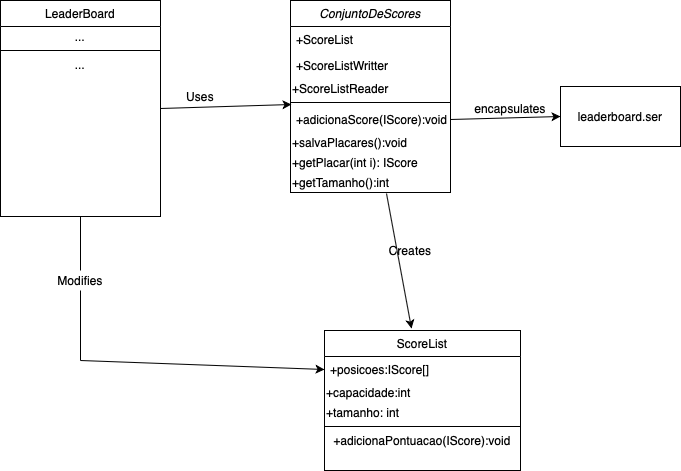 LeaderBoard
...
...
Uses
ConjuntoDeScores
+ScoreList
+ScoreListWritter
+ScoreListReader
+adicionaScore(IScore):void
+salvaPlacares():void
+getPlacar(int i): IScore
+getTamanho():int
encapsulates
leaderboard.ser
Creates
Modifies
ScoreList
+posicoes:IScore[]
+capacidade:int
+tamanho: int
+adicionaPontuacao(IScore):void